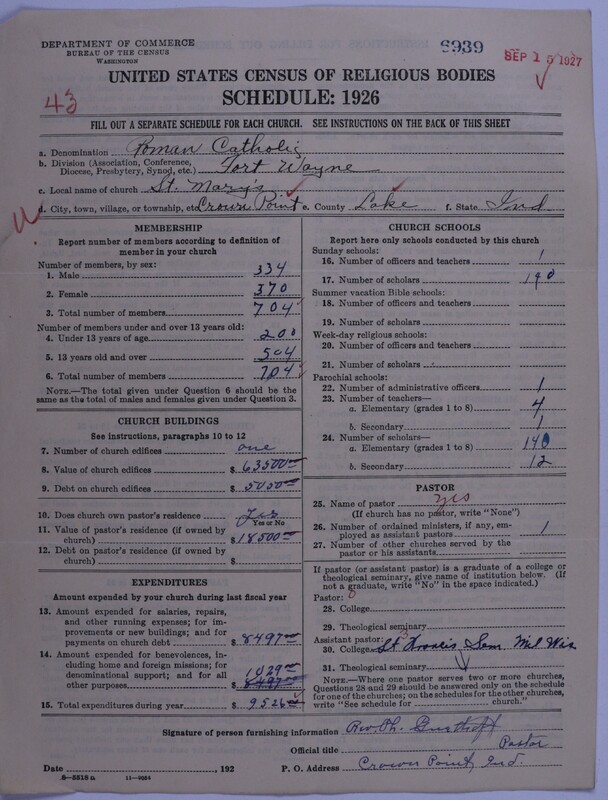 DEPARTMENT OF COMMERCE
BUREAU OF THE CENSUS
WASHINGTON
6939
SEP 15 1927
UNITED STATES CENSUS OF RELIGIOUS BODIES
SCHEDULE: 1926
43
FILL OUT A SEPARATE SCHEDULE FOR EACH CHURCH. SEE INSTRUCTIONS ON THE BACK OF THIS SHEET
a. Denomination Roman Catholic
b. Division (Association, Conference, Diocese, Presbytery, Synod, etc.) Fort Wayne
c. Local name of church St. Mary's
d. City, town, village, or township, etc. Crown Point e. County Lake f. State Ind
MEMBERSHIP
Report number of members according to definition of
member in your church
Number of members, by sex:
1. Male 334
2. Female 370
3. Total number of members 704
Number of members under and over 13 years old:
4. Under 13 years of age 200
5. 13 years old and over 504
6. Total number of members 704
NOTE.—The total given under Question 6 should be the
same as the total of males and females given under Question 3.
CHURCH BUILDINGS
See instructions, paragraphs 10 to 12
7. Number of church edifices one
8. Value of church edifices $ 63500
9. Debt on church edifices $ 5050
10. Does church own pastor's residence? Yes
Yes or No
11. Value of pastor's residence (if owned by
church) $ 18500
12. Debt on pastor's residence (if owned by
church) $
EXPENDITURES
Amount expended by your church during last fiscal year
13. Amount expended for salaries, repairs,
and other running expenses; for im-
provements or new buildings; and for
payments on church debt $ 8497
14. Amount expended for benevolences, in-
cluding home and foreign missions; for
denominational support; and for all
other purposes $ 1029
8497
15. Total expenditures during year $ 9526
CHURCH SCHOOLS
Report here only schools conducted by this church
Sunday schools:
16. Number of officers and teachers 1
17. Number of scholars 190
Summer vacation Bible schools:
18. Number of officers and teachers
19. Number of scholars
Week-day religious schools:
20. Number of officers and teachers
21. Number of scholars
Parochial schools:
22. Number of administrative officers 1
23. Number of teachers—
a. Elementary (grades 1 to 8) 4
b. Secondary 1
24. Number of scholars—
a. Elementary (grades 1 to 8) 140
b. Secondary 12
PASTOR
25. Name of pastor yes
(If church has no pastor, write "None")
26. Number of ordained ministers, if any, em-
ployed as assistant pastors 1
27. Number of other churches served by the
pastor or his assistants
If pastor (or assistant pastor) is a graduate of a college or
theological seminary, give name of institution below. (If
not a graduate, write "No" in the space indicated.)
Pastor:
28. College
29. Theological seminary
Assistant pastor: 3
30. College St Francis Sem. Mil Wis
31. Theological seminary
NOTE.—Where one pastor serves two or more churches,
Questions 28 and 29 should be answered only on the schedule
for one of the churches; on the schedules for the other churches,
write "See schedule for church."
Signature of person furnishing information Rev. Ph.
Official title Pastor
Date , 192 P. O. Address Crown Point, Ind.
8—5518 a 11—9264